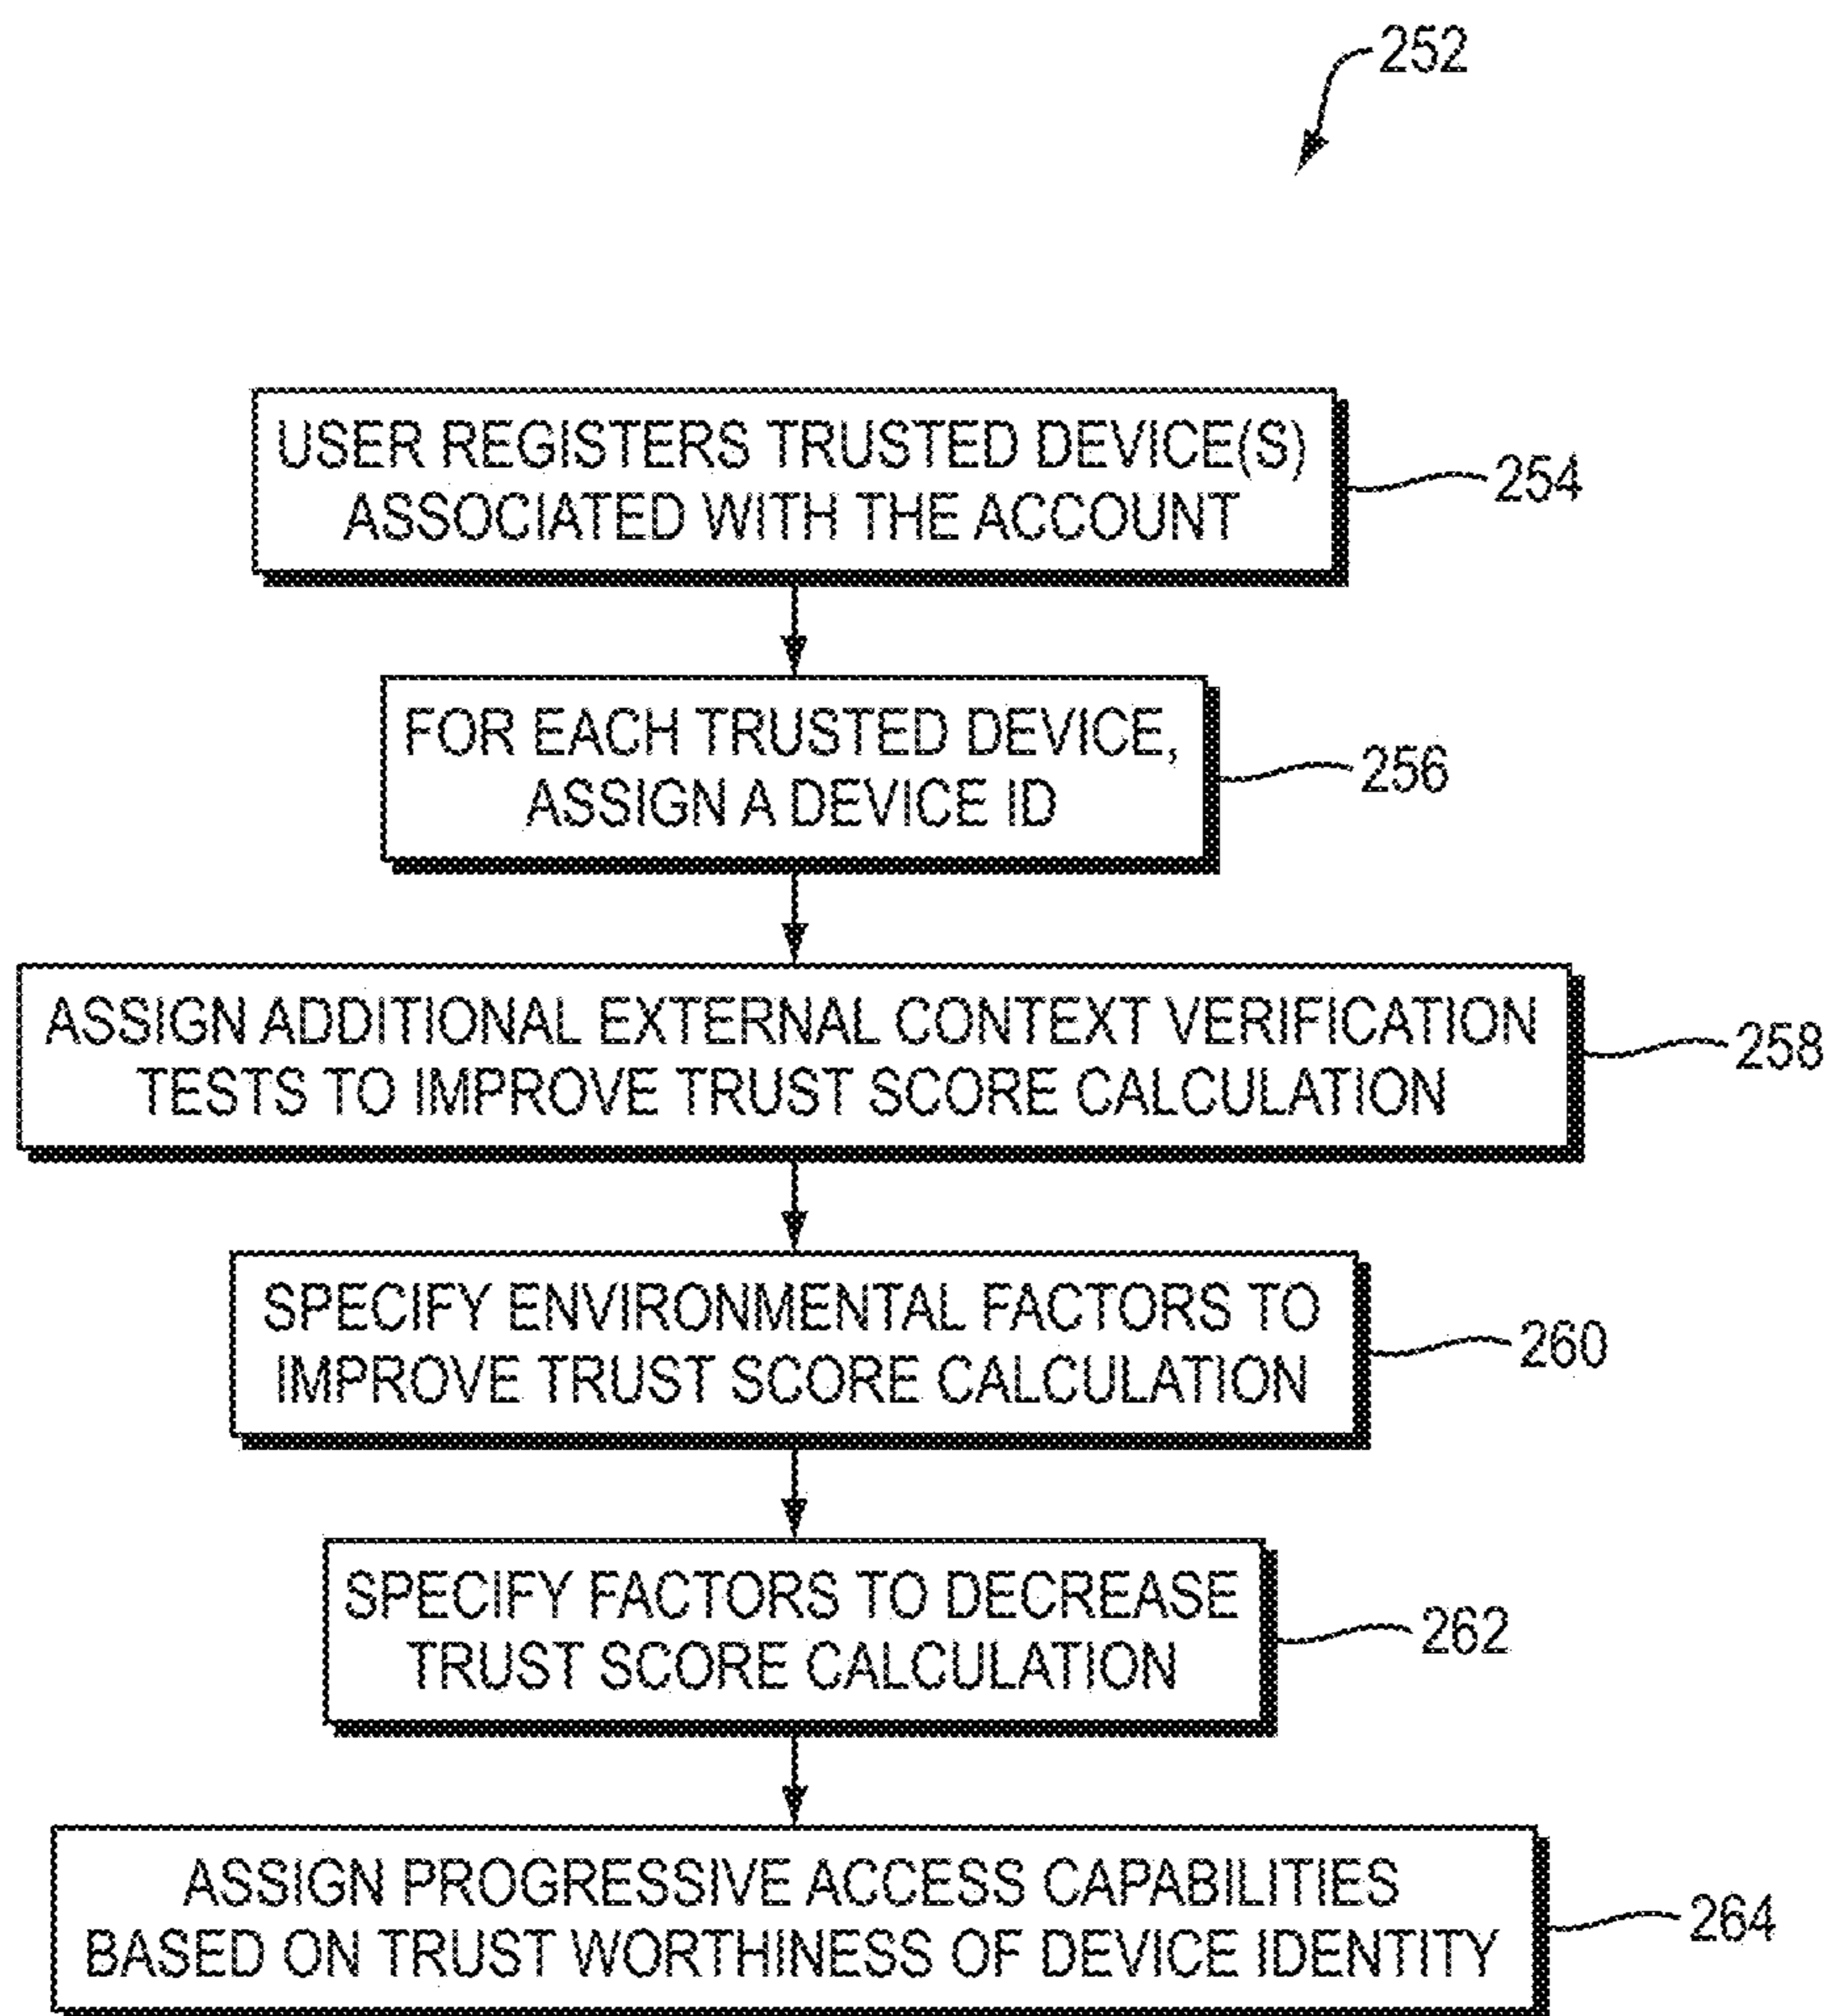 252
USER REGISTERS TRUSTED DEVICE(S)
ASSOCIATED WITH THE ACCOUNT
254
FOR EACH TRUSTED DEVICE,
ASSIGN A DEVICE ID
256
ASSIGN ADDITIONAL EXTERNAL CONTEXT VERIFICATION
TESTS TO IMPROVE TRUST SCORE CALCULATION
258
SPECIFY ENVIRONMENTAL FACTORS TO
IMPROVE TRUST SCORE CALCULATION
260
SPECIFY FACTORS TO DECREASE
TRUST SCORE CALCULATION
262
ASSIGN PROGRESSIVE ACCESS CAPABILITIES
BASED ON TRUST WORTHINESS OF DEVICE IDENTITY
264